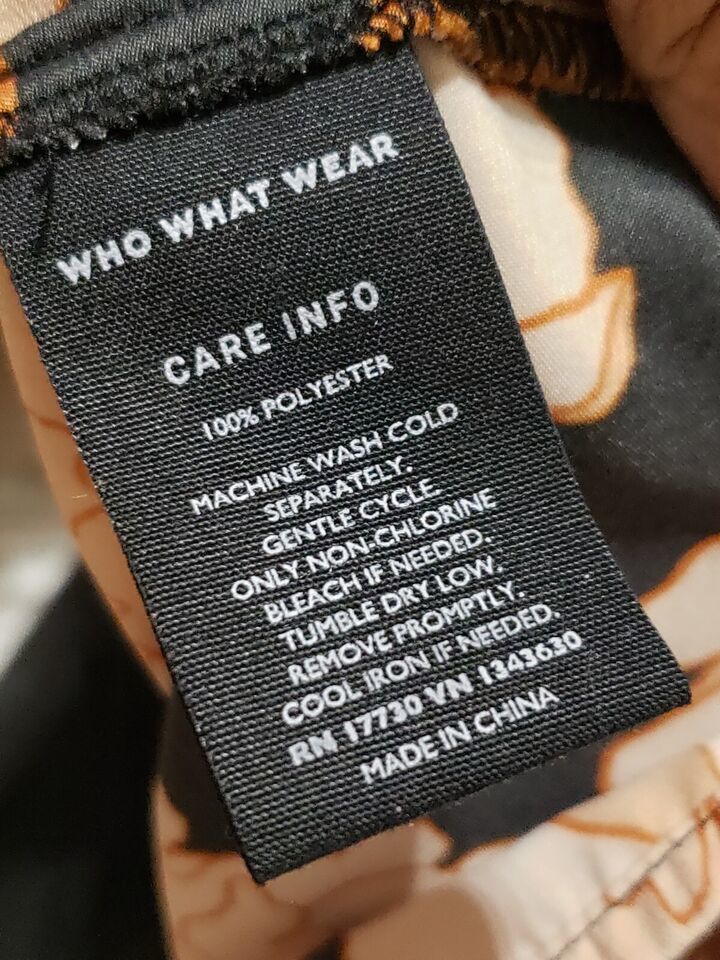 WHO WHAT WEAR
CARE INFO
100% POLYESTER
MACHINE WASH COLD
SEPARATELY.
GENTLE CYCLE.
ONLY NON-CHLORINE
BLEACH IF NEEDED.
TUMBLE DRY LOW.
REMOVE PROMPTLY.
COOL IRON IF NEEDED.
RN 17730 VN 1343630
MADE IN CHINA